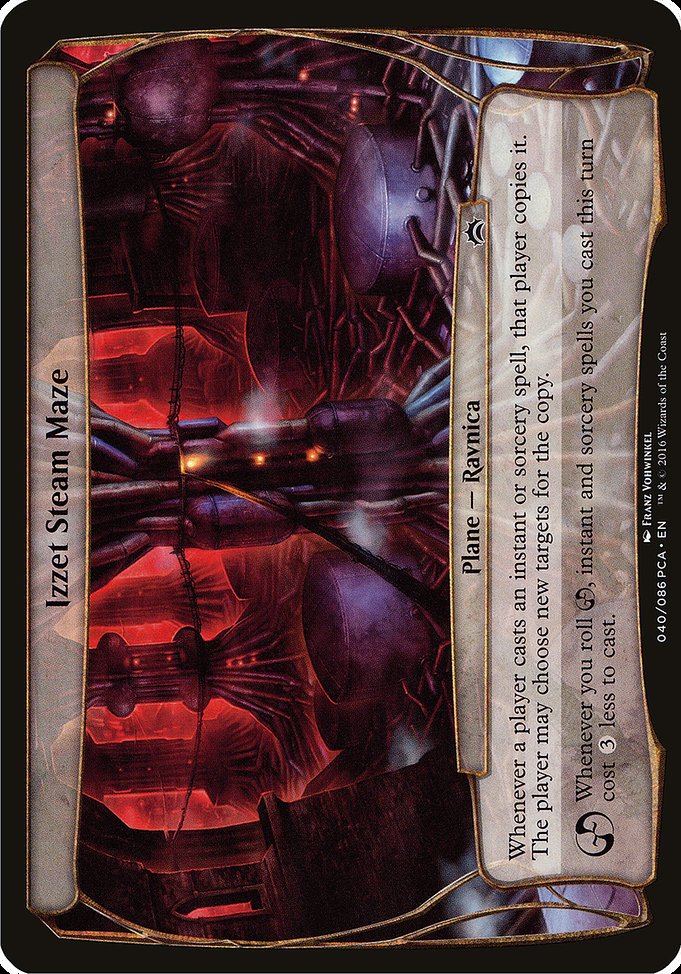 Izzet Steam Maze
Plane — Ravnica
Whenever a player casts an instant or sorcery spell, that player copies it.
The player may choose new targets for the copy.
Whenever you roll , instant and sorcery spells you cast this turn
cost 3 less to cast.
Franz Vohwinkel
040/086 PCA • EN ™ & © 2016 Wizards of the Coast